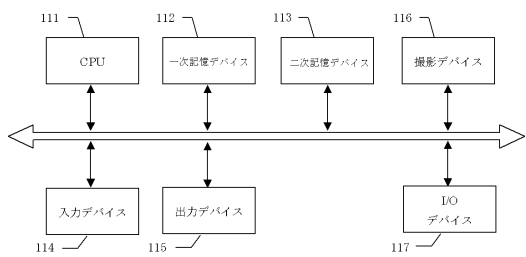 111
112
113
116
CPU
一次記憶デバイス
二次記憶デバイス
撮影デバイス
入力デバイス
出力デバイス
I/O
デバイス
114
115
117